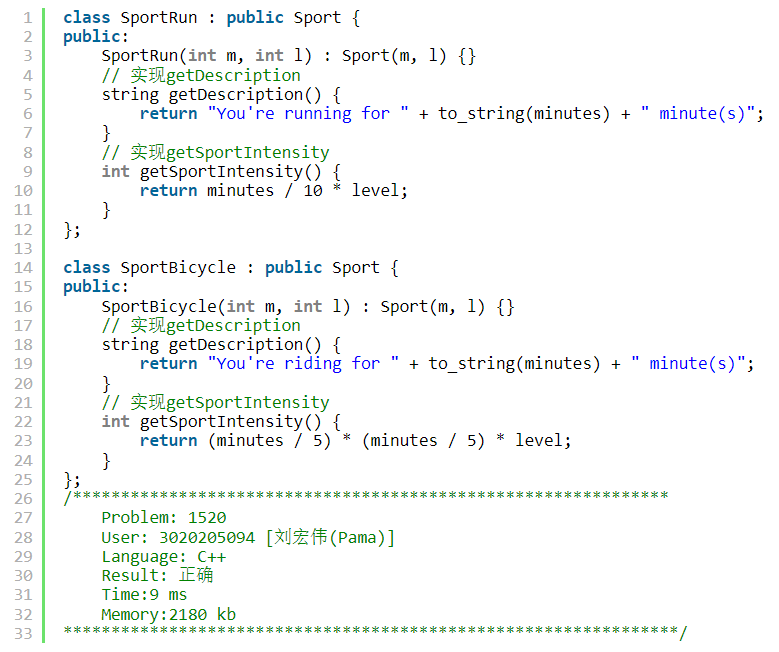 1 class SportRun : public Sport {
2 public:
3     SportRun(int m, int l) : Sport(m, l) {}
4     // 实现getDescription
5     string getDescription() {
6         return "You're running for " + to_string(minutes) + " minute(s)";
7     }
8     // 实现getSportIntensity
9     int getSportIntensity() {
10         return minutes / 10 * level;
11     }
12 };
13
14 class SportBicycle : public Sport {
15 public:
16     SportBicycle(int m, int l) : Sport(m, l) {}
17     // 实现getDescription
18     string getDescription() {
19         return "You're riding for " + to_string(minutes) + " minute(s)";
20     }
21     // 实现getSportIntensity
22     int getSportIntensity() {
23         return (minutes / 5) * (minutes / 5) * level;
24     }
25 };
26 /**************************************************************
27     Problem: 1520
28     User: 3020205094 [刘宏伟(Pama)]
29     Language: C++
30     Result: 正确
31     Time:9 ms
32     Memory:2180 kb
33 ****************************************************************/